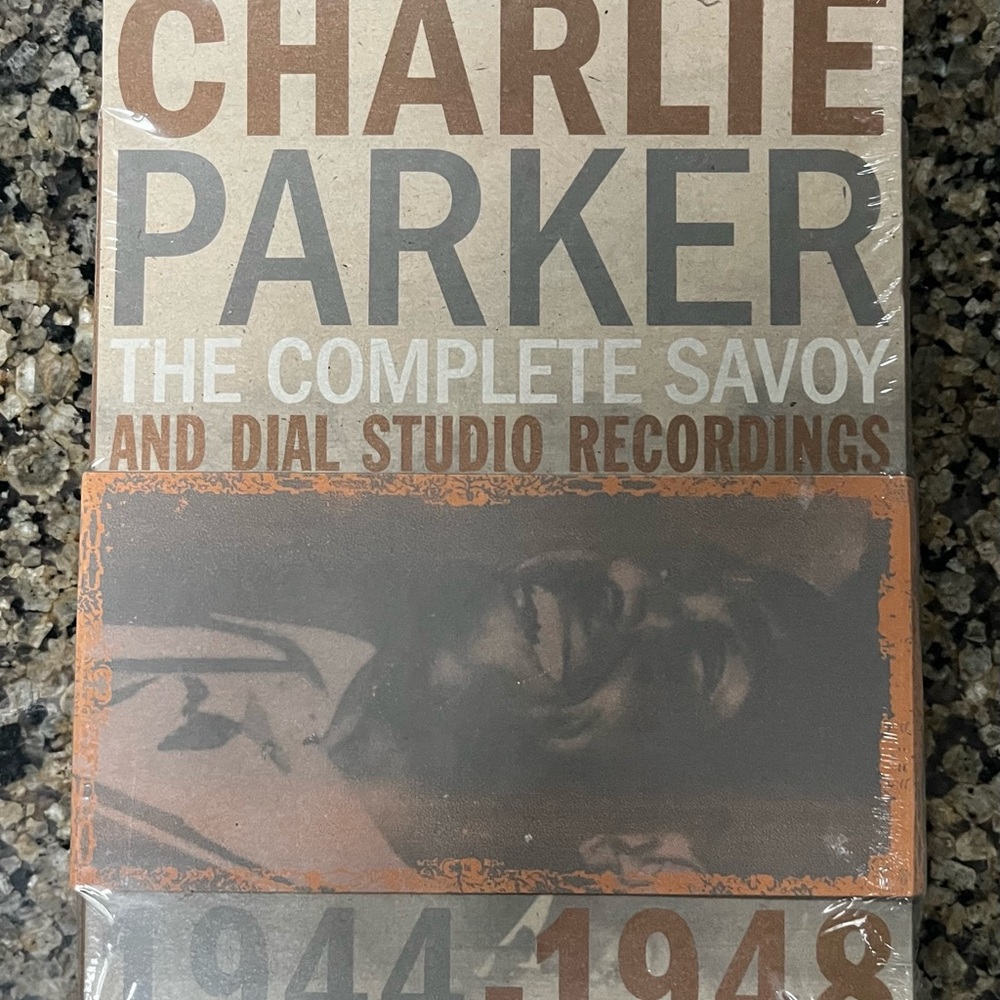 CHARLIE
PARKER
THE COMPLETE SAVOY
AND DIAL STUDIO RECORDINGS
1944-1948